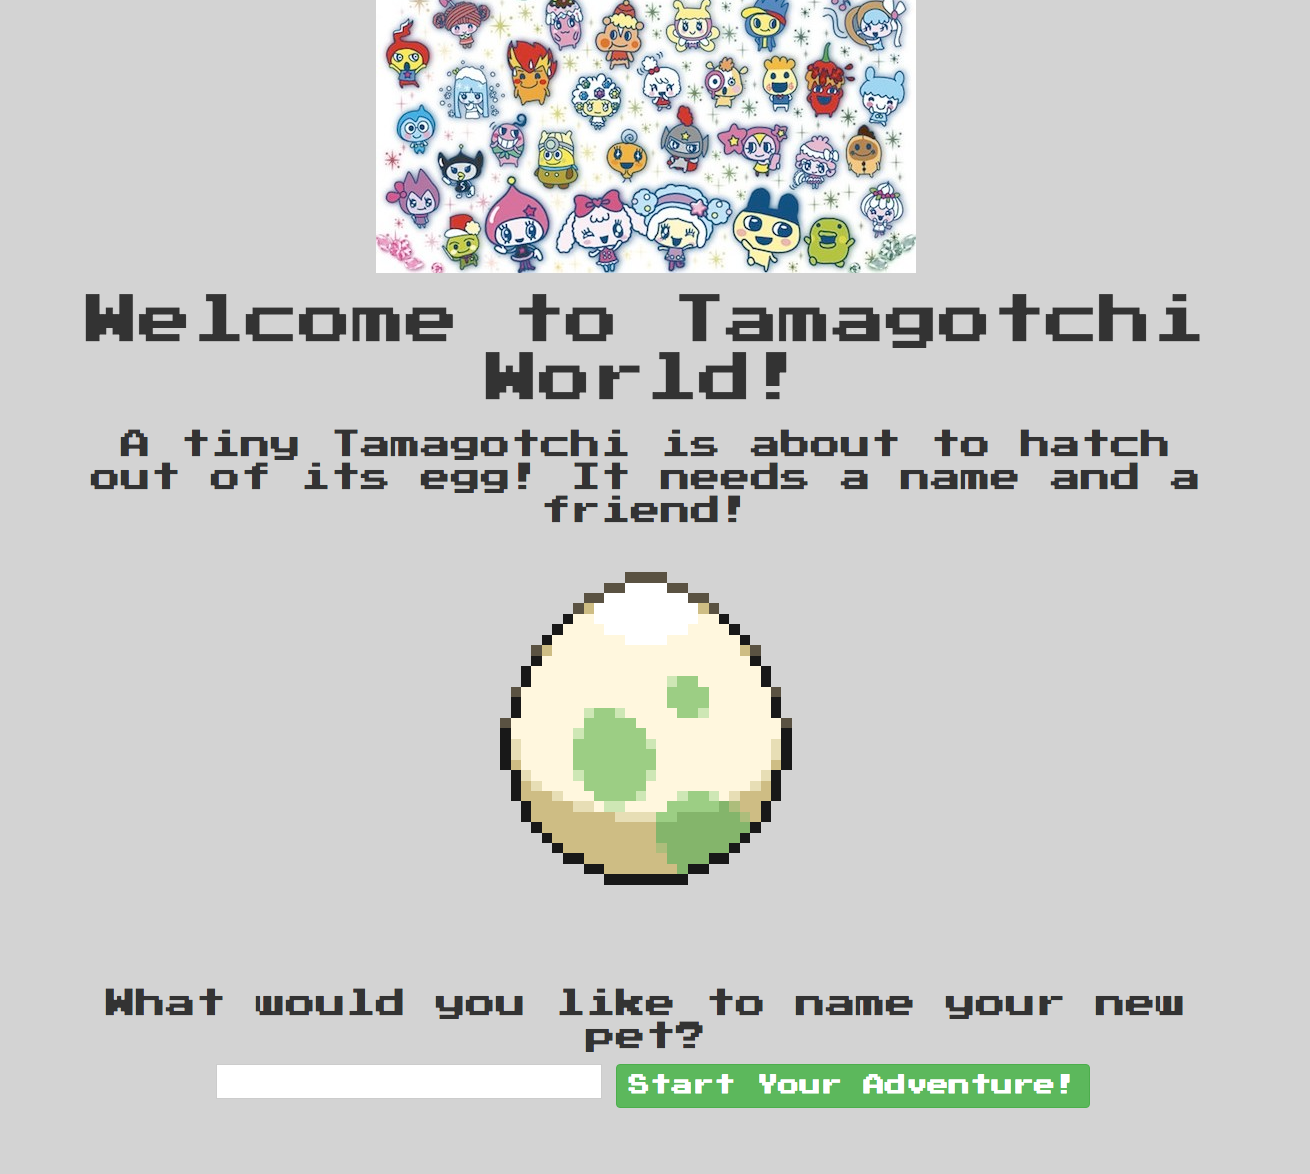 Welcome to Tamagotchi
World!
A tiny Tamagotchi is about to hatch
out of its egg! It needs a name and a
friend!
What would you like to name your new
pet?
Start Your Adventure!